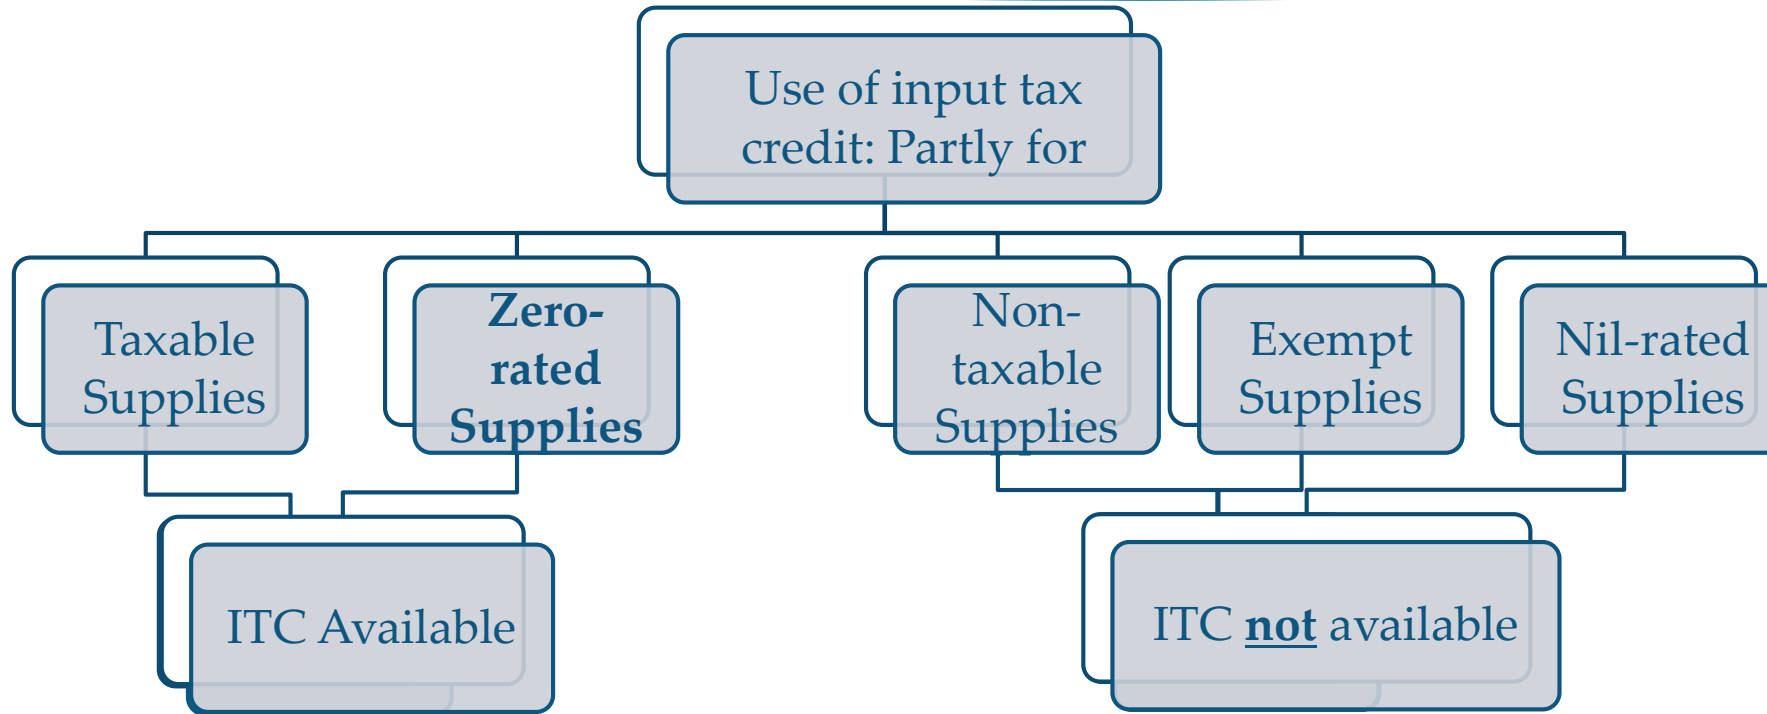 Use of input tax
credit: Partly for
Taxable
Supplies
Zero-
rated
Supplies
Non-
taxable
Supplies
Exempt
Supplies
Nil-rated
Supplies
ITC Available
ITC not available